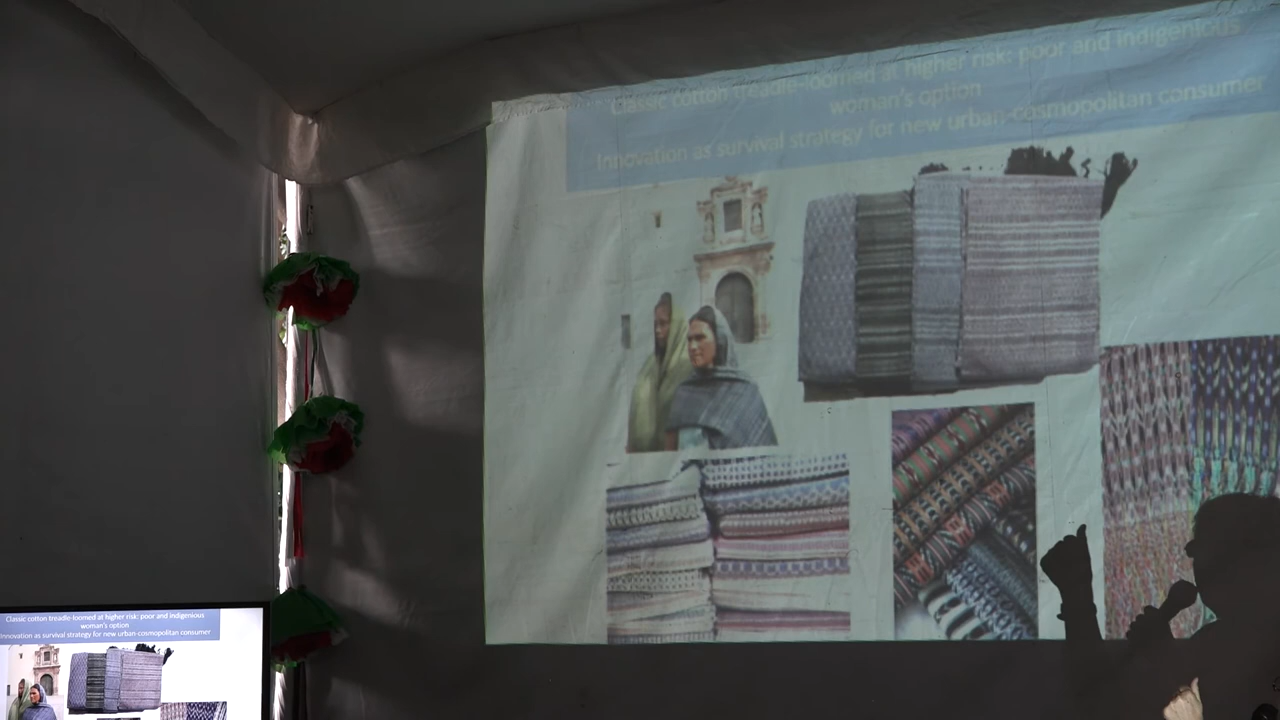 Classic cotton treadle-loomed at higher risk: poor and indigenious
woman's option
Innovation as survival strategy for new urban-cosmopolitan consumer
Classic cotton treadle-loomed at higher risk: poor and indigenious
woman's option
Innovation as survival strategy for new urban-cosmopolitan consumer